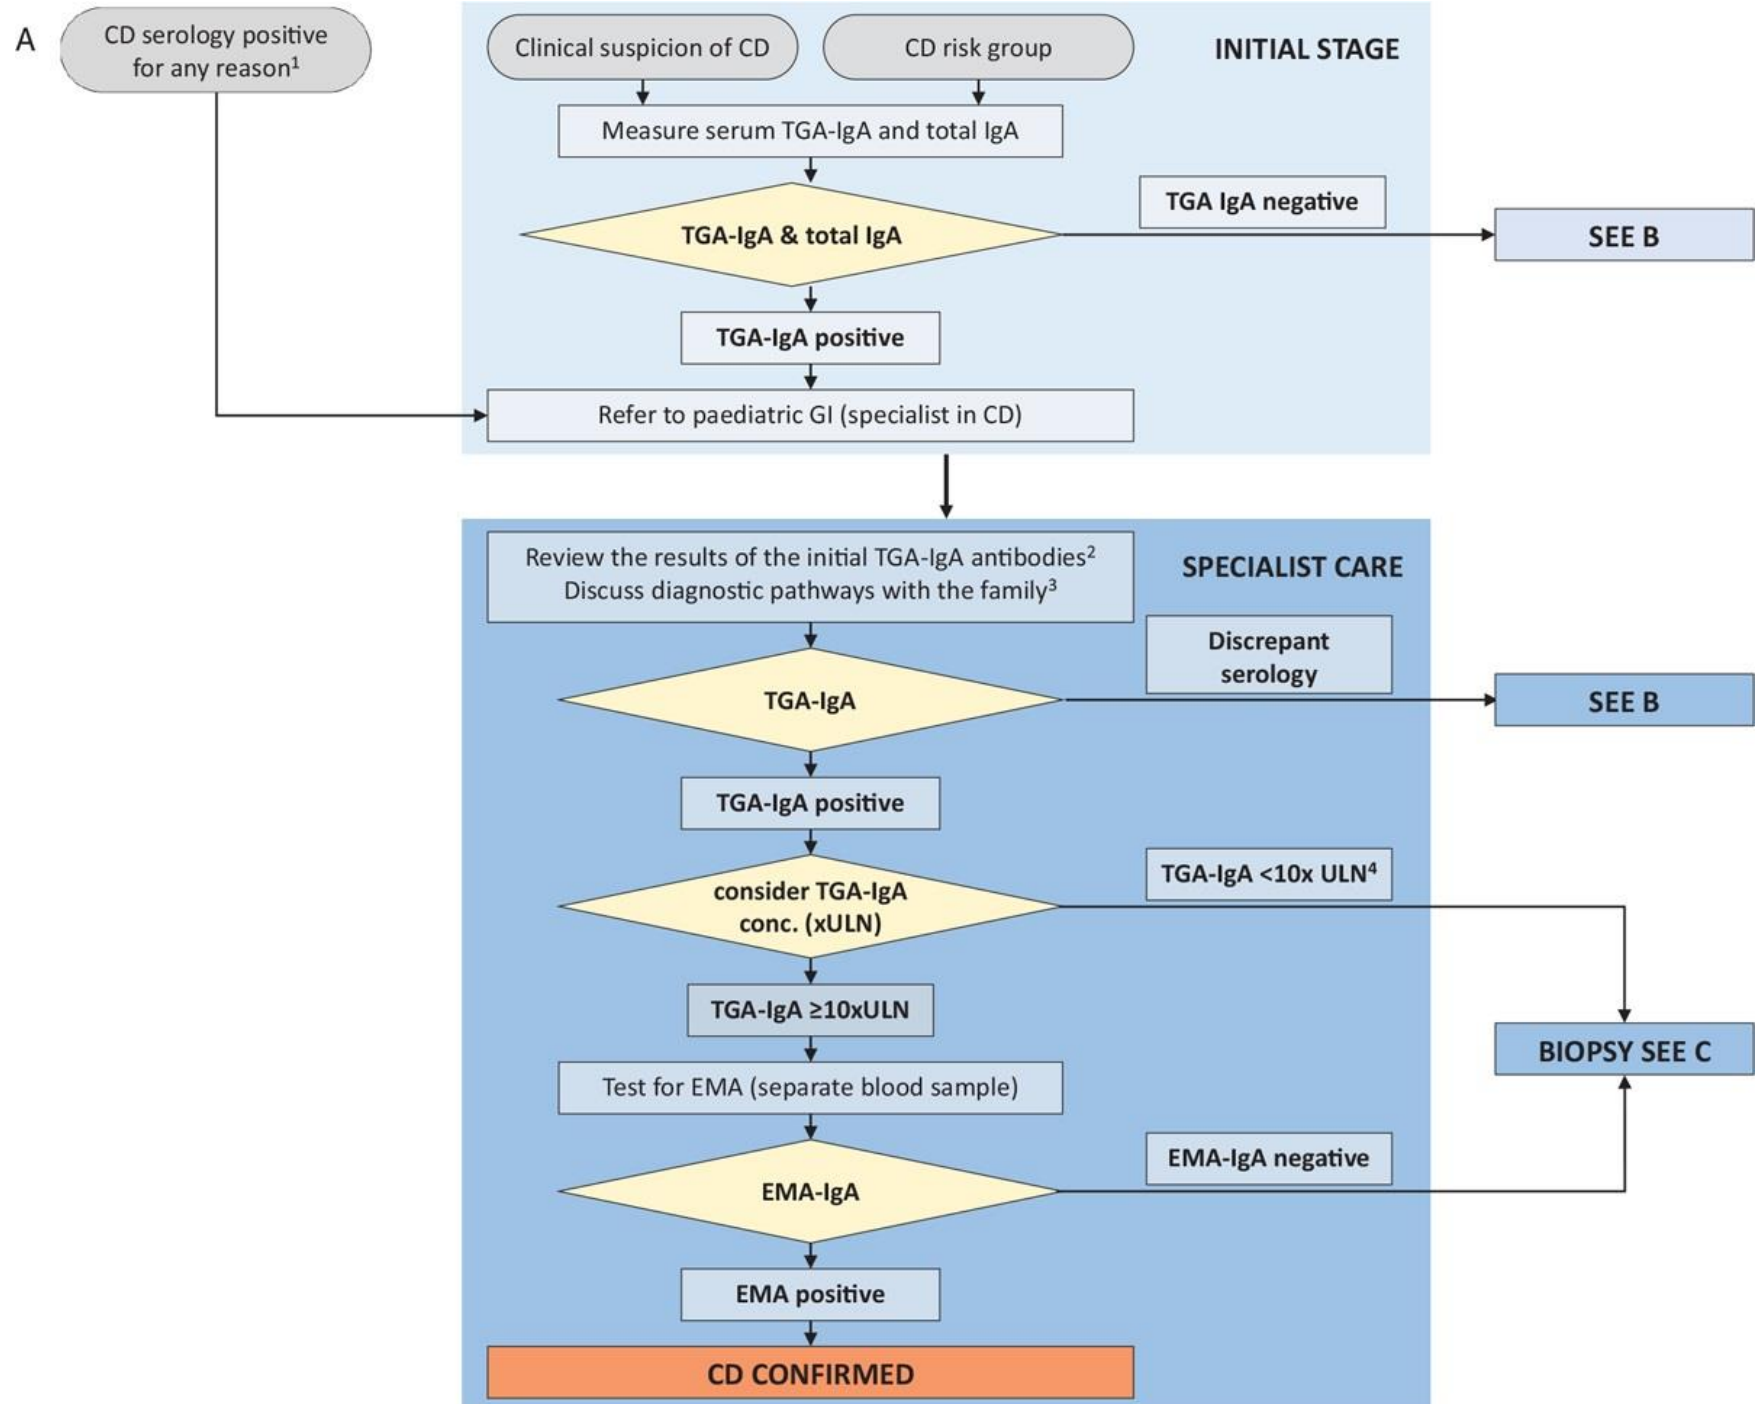 A
CD serology positive
for any reason¹
Clinical suspicion of CD
CD risk group
INITIAL STAGE
Measure serum TGA-IgA and total IgA
TGA-IgA & total IgA
TGA IgA negative
SEE B
TGA-IgA positive
Refer to paediatric GI (specialist in CD)
Review the results of the initial TGA-IgA antibodies²
Discuss diagnostic pathways with the family³
SPECIALIST CARE
TGA-IgA
Discrepant
serology
SEE B
TGA-IgA positive
consider TGA-IgA
conc. (xULN)
TGA-IgA <10x ULN⁴
TGA-IgA ≥10xULN
BIOPSY SEE C
Test for EMA (separate blood sample)
EMA-IgA
EMA-IgA negative
EMA positive
CD CONFIRMED